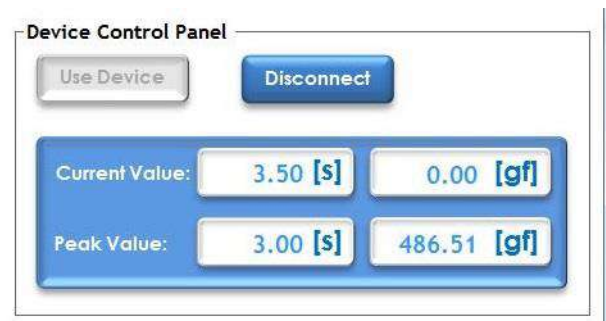 Device Control Panel
Use Device Disconnect
Current Value: 3.50 [s] 0.00 [gf]
Peak Value: 3.00 [s] 486.51 [gf]